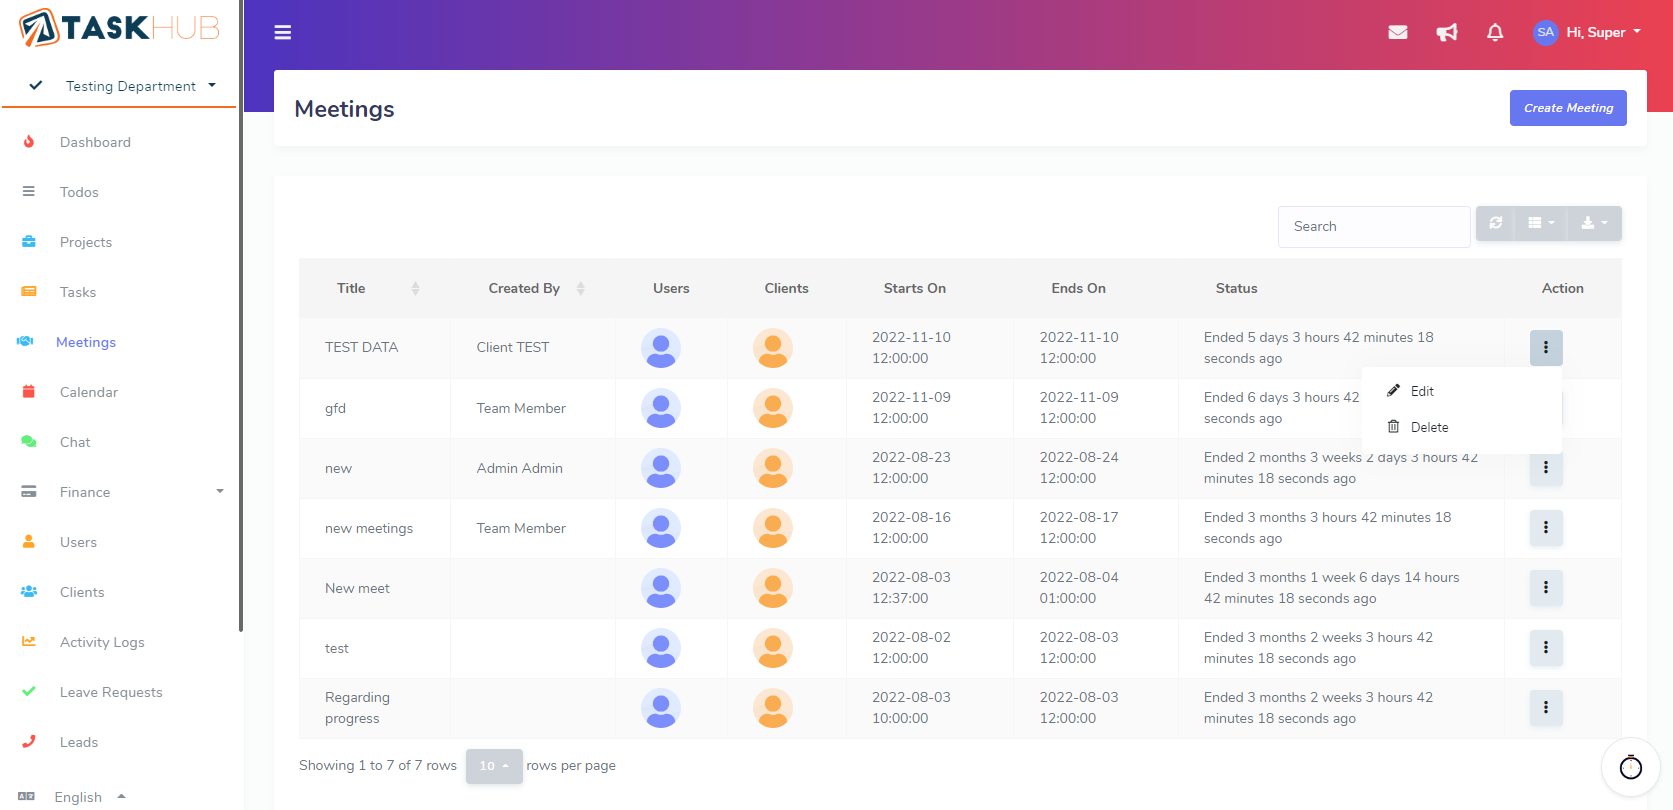 TASKHUB
Testing Department
Dashboard
Todos
Projects
Tasks
Meetings
Calendar
Chat
Finance
Users
Clients
Activity Logs
Leave Requests
Leads
English
SA Hi, Super
Meetings
Create Meeting
Search
Title Created By Users Clients Starts On Ends On Status Action
TEST DATA Client TEST 2022-11-10 2022-11-10 Ended 5 days 3 hours 42 minutes 18
12:00:00 12:00:00 seconds ago
Edit
Delete
gfd Team Member 2022-11-09 2022-11-09 Ended 6 days 3 hours 42
12:00:00 12:00:00 seconds ago
new Admin Admin 2022-08-23 2022-08-24 Ended 2 months 3 weeks 2 days 3 hours 42
12:00:00 12:00:00 minutes 18 seconds ago
new meetings Team Member 2022-08-16 2022-08-17 Ended 3 months 3 hours 42 minutes 18
12:00:00 12:00:00 seconds ago
New meet 2022-08-03 2022-08-04 Ended 3 months 1 week 6 days 14 hours
12:37:00 01:00:00 42 minutes 18 seconds ago
test 2022-08-02 2022-08-03 Ended 3 months 2 weeks 3 hours 42
12:00:00 12:00:00 minutes 18 seconds ago
Regarding 2022-08-03 2022-08-03 Ended 3 months 2 weeks 3 hours 42
progress 10:00:00 12:00:00 minutes 18 seconds ago
Showing 1 to 7 of 7 rows 10 rows per page